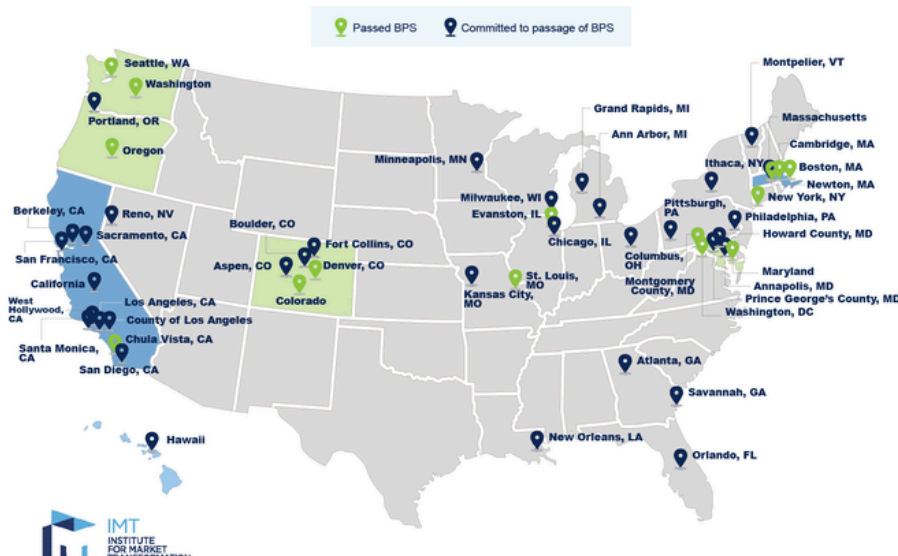 Passed BPS
Committed to passage of BPS
Seattle, WA
Washington
Portland, OR
Oregon
Montpelier, VT
Massachusetts
Cambridge, MA
Boston, MA
Newton, MA
New York, NY
Ithaca, NY
Grand Rapids, MI
Ann Arbor, MI
Minneapolis, MN
Milwaukee, WI
Evanston, IL
Chicago, IL
Pittsburgh,
PA
Philadelphia, PA
Howard County, MD
Columbus,
OH
Montgomery
County, MD
Maryland
Annapolis, MD
Prince George's County, MD
Washington, DC
Berkeley, CA
Reno, NV
Sacramento, CA
San Francisco, CA
California
West
Hollywood,
CA
Los Angeles, CA
County of Los Angeles
Chula Vista, CA
Santa Monica,
CA
San Diego, CA
Boulder, CO
Fort Collins, CO
Aspen, CO
Denver, CO
Colorado
Kansas City,
MO
St. Louis,
MO
Atlanta, GA
Savannah, GA
New Orleans, LA
Orlando, FL
Hawaii
IMT
INSTITUTE
FOR MARKET
TRANSFORMATION